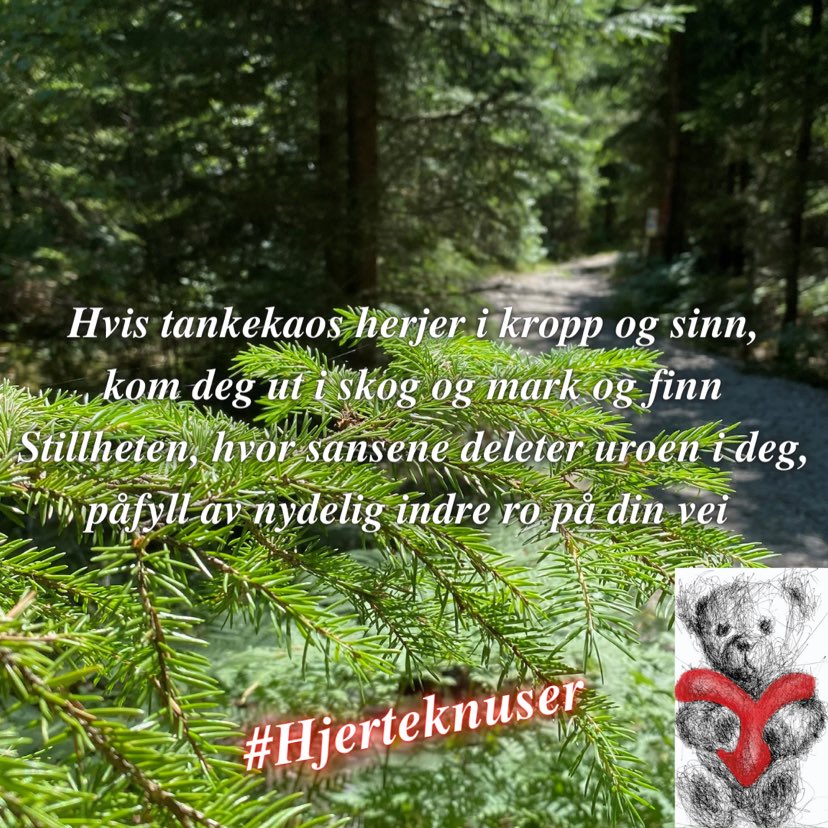 Hvis tankekaos herjer i kropp og sinn,
kom deg ut i skog og mark og finn
Stillheten, hvor sansene deleter uroen i deg,
påfyll av nydelig indre ro på din vei
#Hjerteknuser